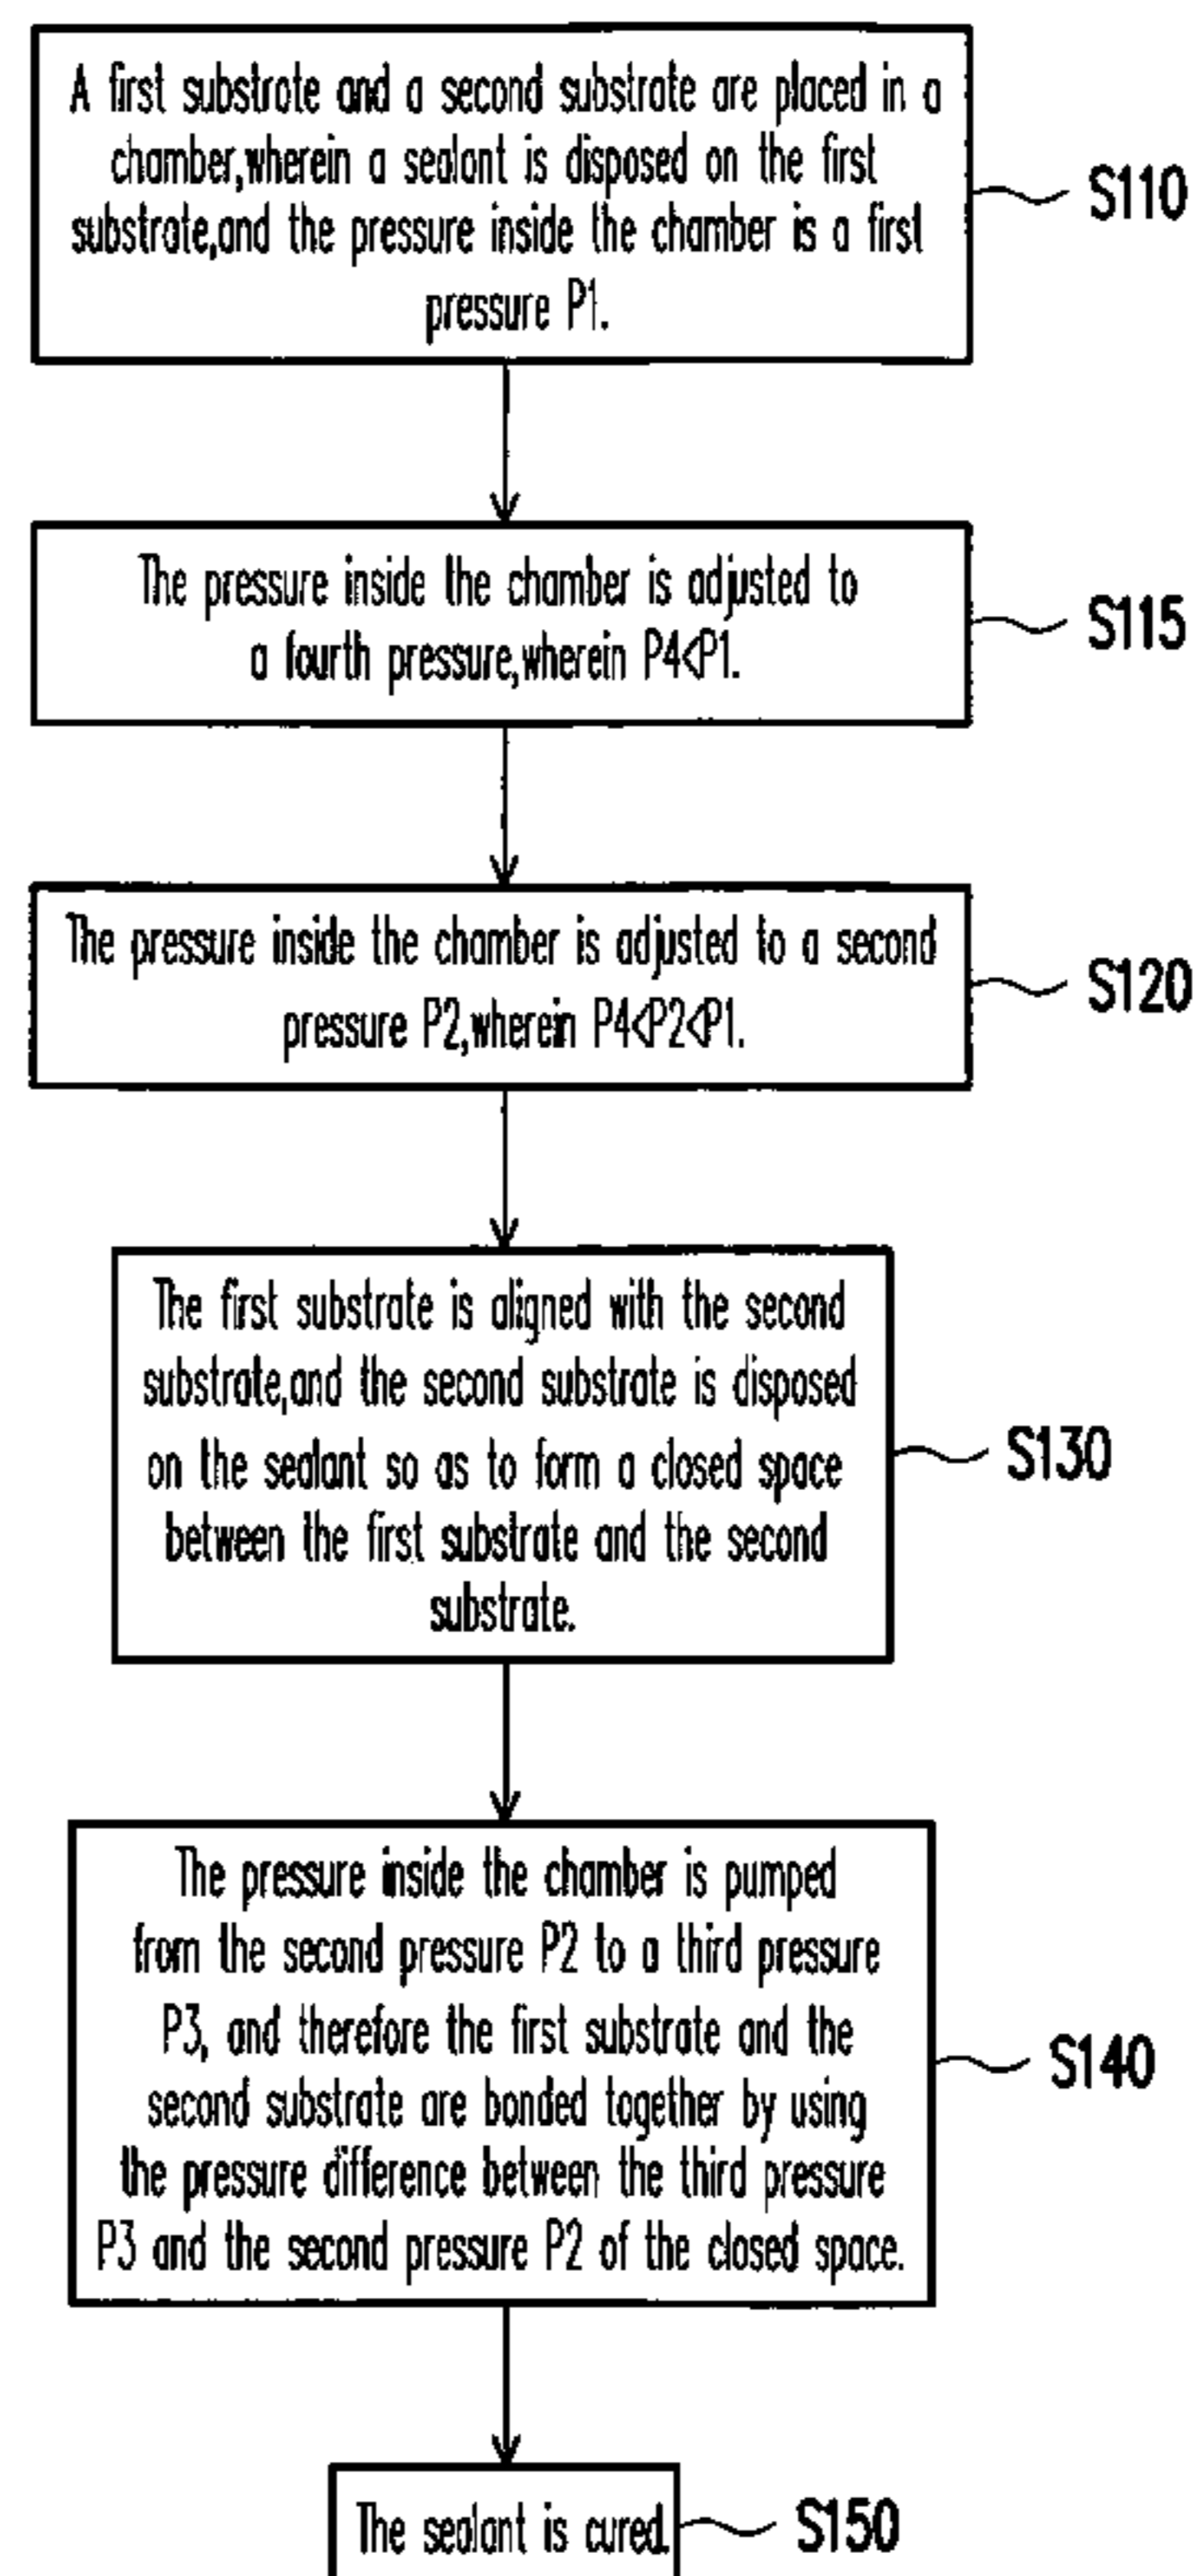 A first substrate and a second substrate are placed in a
chamber,wherein a sealant is disposed on the first
substrate,and the pressure inside the chamber is a first
pressure P1.
S110
The pressure inside the chamber is adjusted to
a fourth pressure,wherein P4<P1.
S115
The pressure inside the chamber is adjusted to a second
pressure P2,wherein P4<P2<P1.
S120
The first substrate is aligned with the second
substrate,and the second substrate is disposed
on the sealant so as to form a closed space
between the first substrate and the second
substrate.
S130
The pressure inside the chamber is pumped
from the second pressure P2 to a third pressure
P3, and therefore the first substrate and the
second substrate are bonded together by using
the pressure difference between the third pressure
P3 and the second pressure P2 of the closed space.
S140
The sealant is cured.
S150